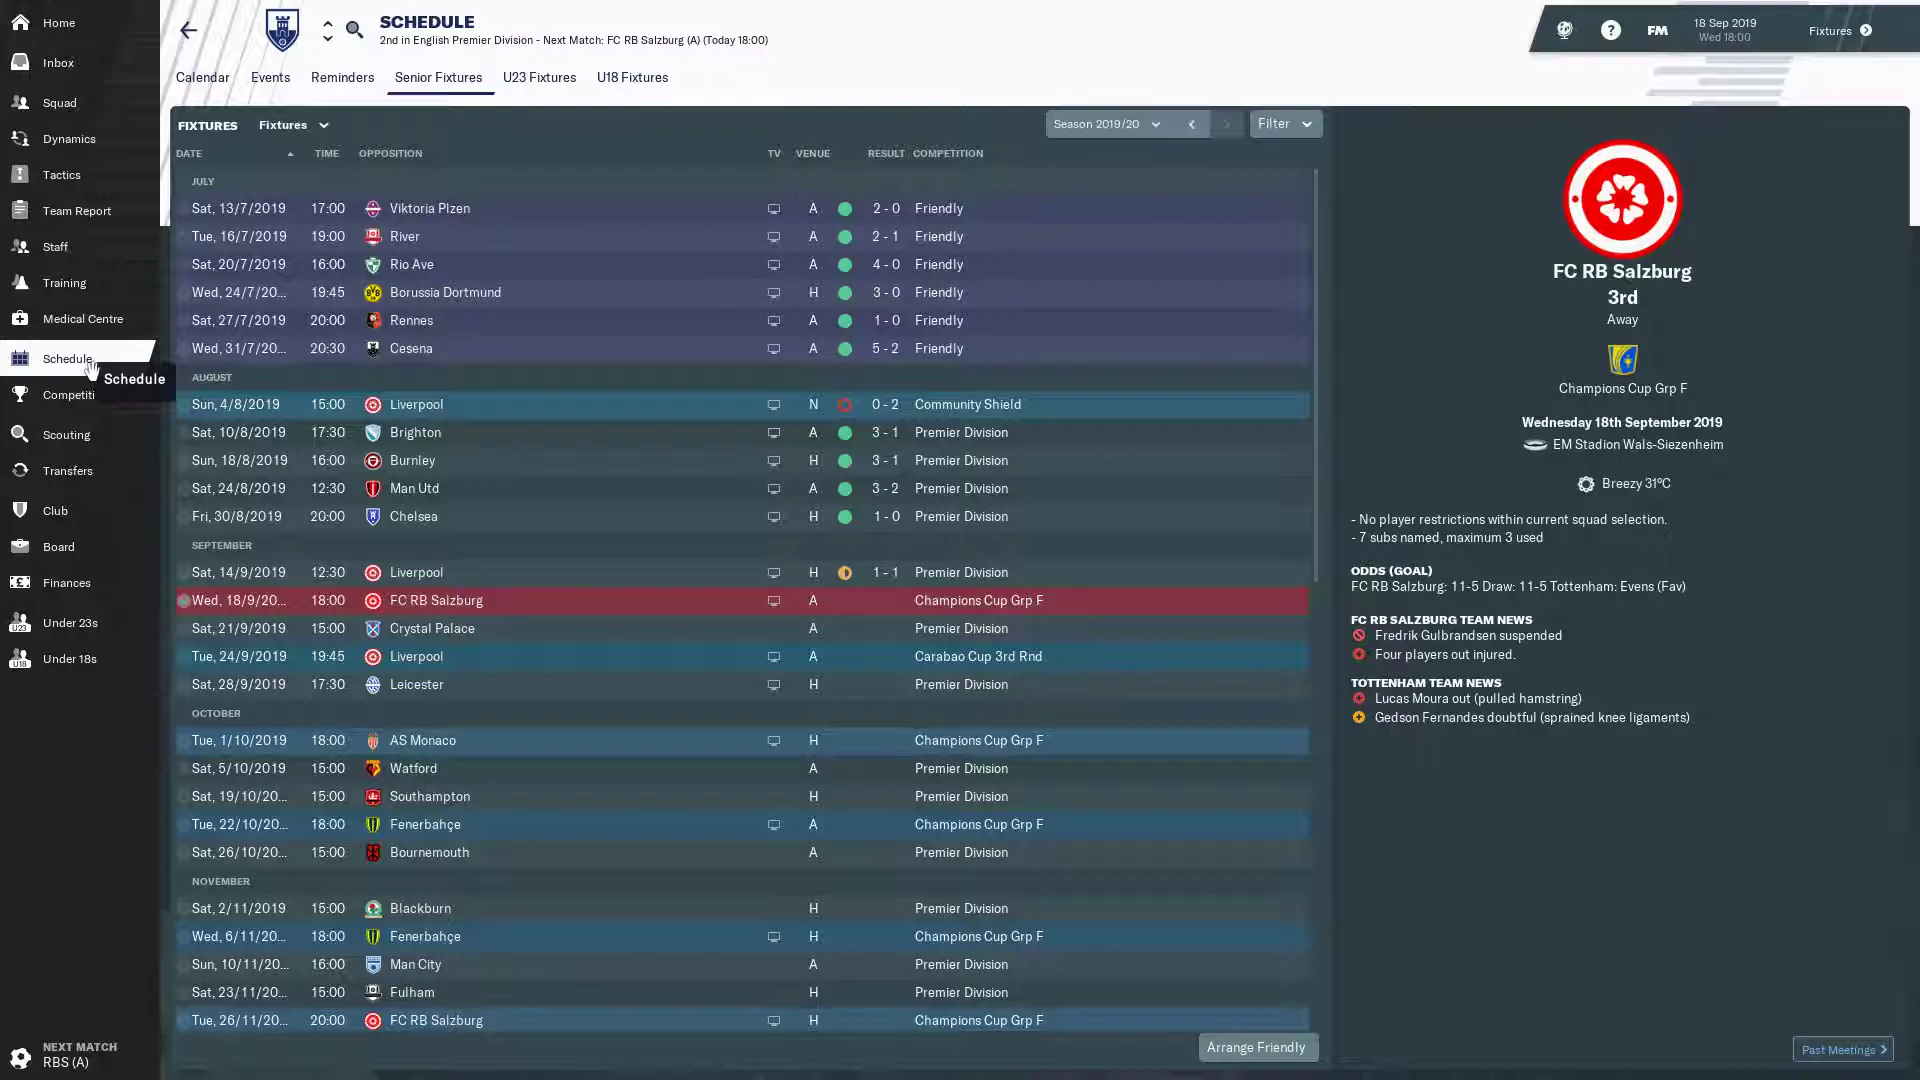 Home
Inbox
Squad
Dynamics
Tactics
Team Report
Staff
Training
Medical Centre
Schedule
Schedule
Competiti
Scouting
Transfers
Club
Board
Finances
U23 Under 23s
U18 Under 18s
NEXT MATCH
RBS (A)
SCHEDULE
2nd in English Premier Division - Next Match: FC RB Salzburg (A) (Today 18:00)
FM
18 Sep 2019
Wed 18:00
Fixtures
Calendar Events Reminders Senior Fixtures U23 Fixtures U18 Fixtures
FIXTURES Fixtures Season 2019/20 Filter
DATE TIME OPPOSITION TV VENUE RESULT COMPETITION
JULY
Sat, 13/7/2019 17:00 Viktoria Plzen A 2 - 0 Friendly
Tue, 16/7/2019 19:00 River A 2 - 1 Friendly
Sat, 20/7/2019 16:00 Rio Ave A 4 - 0 Friendly
Wed, 24/7/20... 19:45 Borussia Dortmund H 3 - 0 Friendly
Sat, 27/7/2019 20:00 Rennes A 1 - 0 Friendly
Wed, 31/7/20... 20:30 Cesena A 5 - 2 Friendly
AUGUST
Sun, 4/8/2019 15:00 Liverpool N 0 - 2 Community Shield
Sat, 10/8/2019 17:30 Brighton A 3 - 1 Premier Division
Sun, 18/8/2019 16:00 Burnley H 3 - 1 Premier Division
Sat, 24/8/2019 12:30 Man Utd A 3 - 2 Premier Division
Fri, 30/8/2019 20:00 Chelsea H 1 - 0 Premier Division
SEPTEMBER
Sat, 14/9/2019 12:30 Liverpool H 1 - 1 Premier Division
Wed, 18/9/20... 18:00 FC RB Salzburg A Champions Cup Grp F
Sat, 21/9/2019 15:00 Crystal Palace A Premier Division
Tue, 24/9/2019 19:45 Liverpool A Carabao Cup 3rd Rnd
Sat, 28/9/2019 17:30 Leicester H Premier Division
OCTOBER
Tue, 1/10/2019 18:00 AS Monaco H Champions Cup Grp F
Sat, 5/10/2019 15:00 Watford A Premier Division
Sat, 19/10/20... 15:00 Southampton H Premier Division
Tue, 22/10/20... 18:00 Fenerbahçe A Champions Cup Grp F
Sat, 26/10/20... 15:00 Bournemouth A Premier Division
NOVEMBER
Sat, 2/11/2019 15:00 Blackburn H Premier Division
Wed, 6/11/20... 18:00 Fenerbahçe H Champions Cup Grp F
Sun, 10/11/20... 16:00 Man City A Premier Division
Sat, 23/11/20... 15:00 Fulham H Premier Division
Tue, 26/11/20... 20:00 FC RB Salzburg H Champions Cup Grp F
Arrange Friendly
FC RB Salzburg
3rd
Away
Champions Cup Grp F
Wednesday 18th September 2019
EM Stadion Wals-Siezenheim
Breezy 31°C
- No player restrictions within current squad selection.
- 7 subs named, maximum 3 used
ODDS (GOAL)
FC RB Salzburg: 11-5 Draw: 11-5 Tottenham: Evens (Fav)
FC RB SALZBURG TEAM NEWS
Fredrik Gulbrandsen suspended
Four players out injured.
TOTTENHAM TEAM NEWS
Lucas Moura out (pulled hamstring)
Gedson Fernandes doubtful (sprained knee ligaments)
Past Meetings